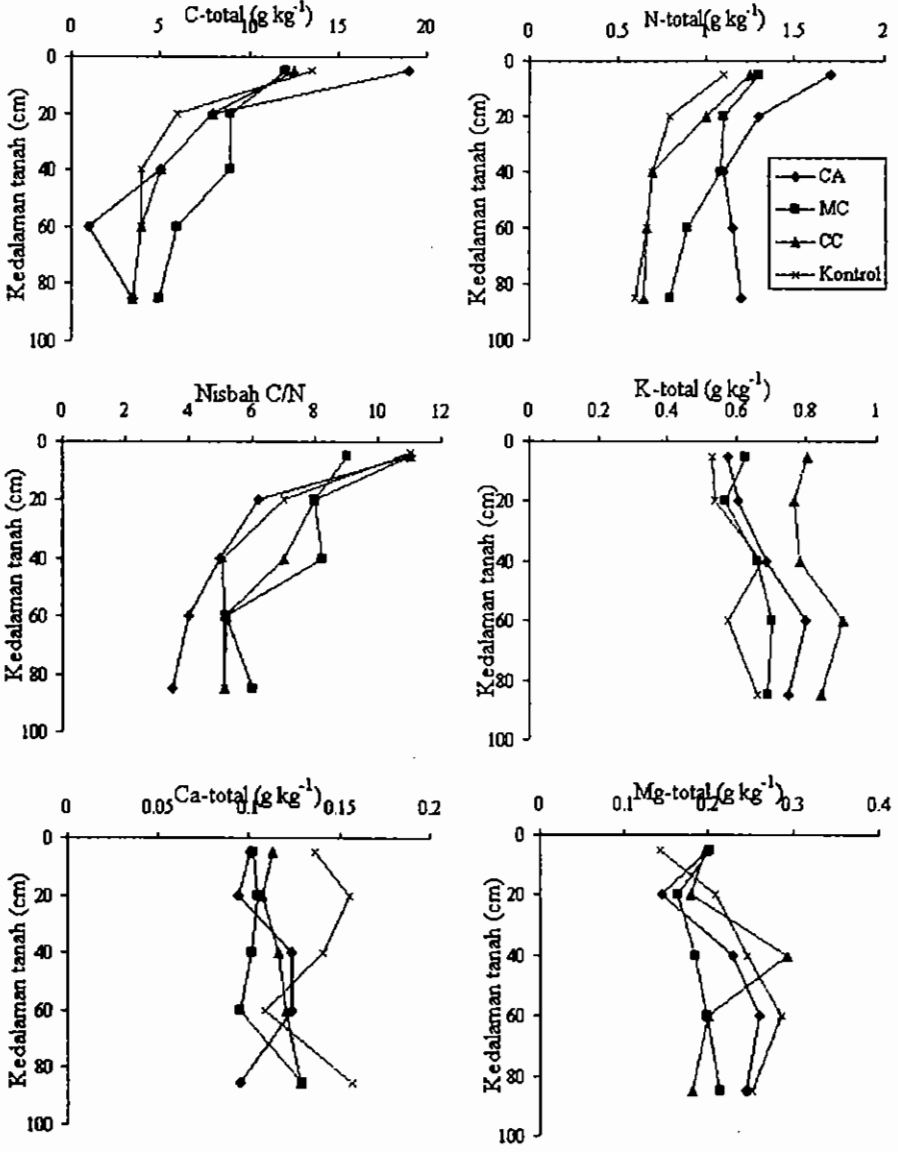 C-total (g kg-1)
0 5 10 15 20
Kedalaman tanah (cm)
0
20
40
60
80
100
N-total(g kg-1)
0 0.5 1 1.5 2
Kedalaman tanah (cm)
0
20
40
60
80
100
CA
MC
CC
Kontrol
Nisbah C/N
0 2 4 6 8 10 12
Kedalaman tanah (cm)
0
20
40
60
80
100
K-total (g kg-1)
0 0.2 0.4 0.6 0.8 1
Kedalaman tanah (cm)
0
20
40
60
80
100
Ca-total (g kg-1)
0 0.05 0.1 0.15 0.2
Kedalaman tanah (cm)
0
20
40
60
80
100
Mg-total (g kg-1)
0 0.1 0.2 0.3 0.4
Kedalaman tanah (cm)
0
20
40
60
80
100